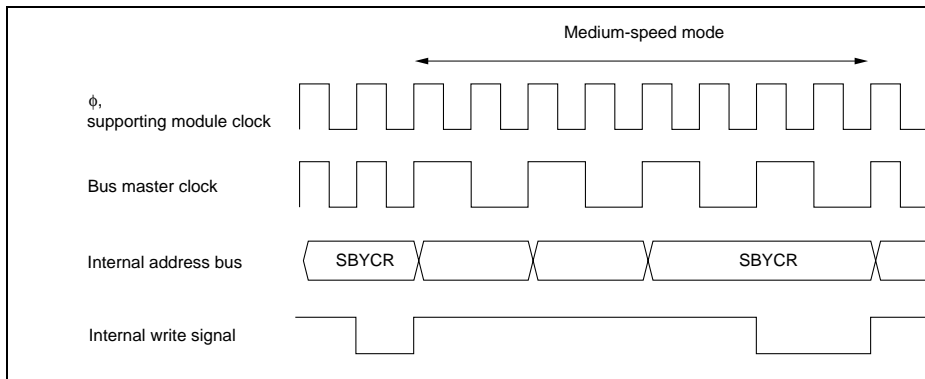 Medium-speed mode
ϕ,
supporting module clock
Bus master clock
Internal address bus
SBYCR
SBYCR
Internal write signal